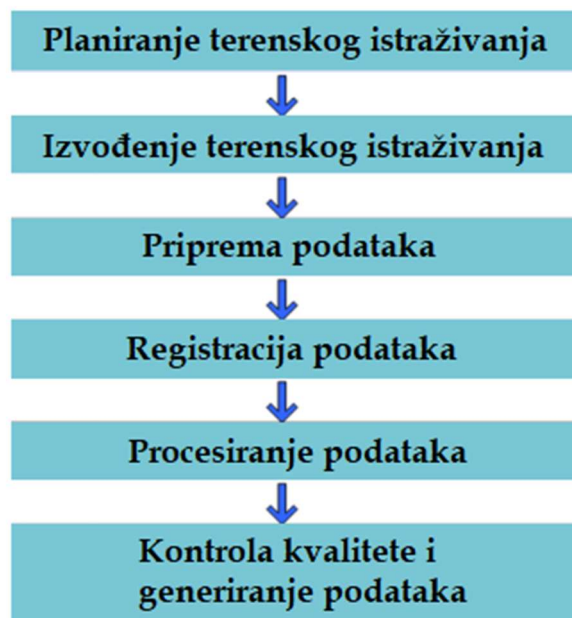 Planiranje terenskog istraživanja
Izvođenje terenskog istraživanja
Priprema podataka
Registracija podataka
Procesiranje podataka
Kontrola kvalitete i
generiranje podataka